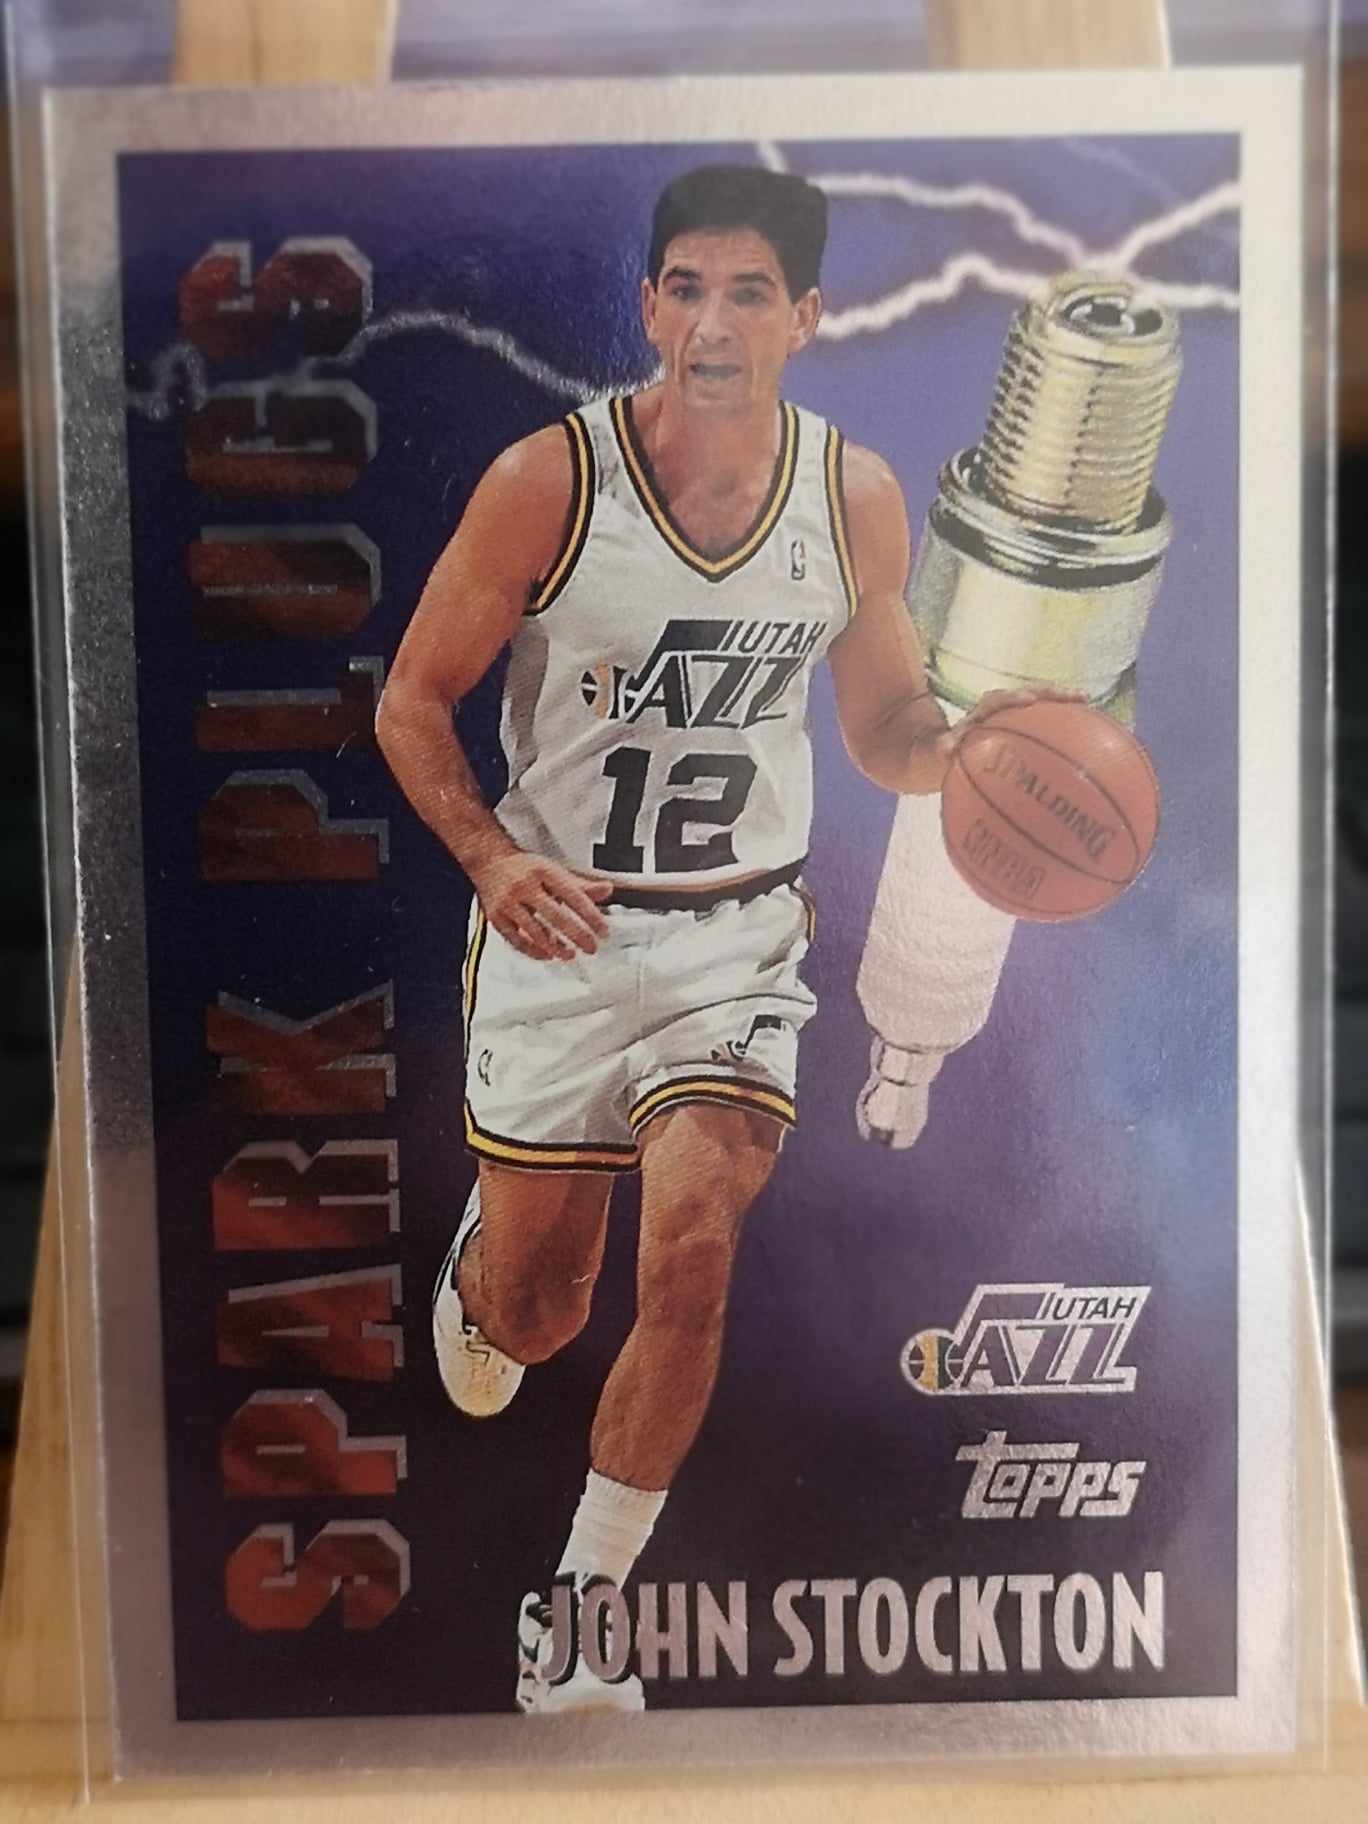 SPARK PLUGS
UTAH
JAZZ
12
SPALDING
UTAH
JAZZ
Topps
JOHN STOCKTON